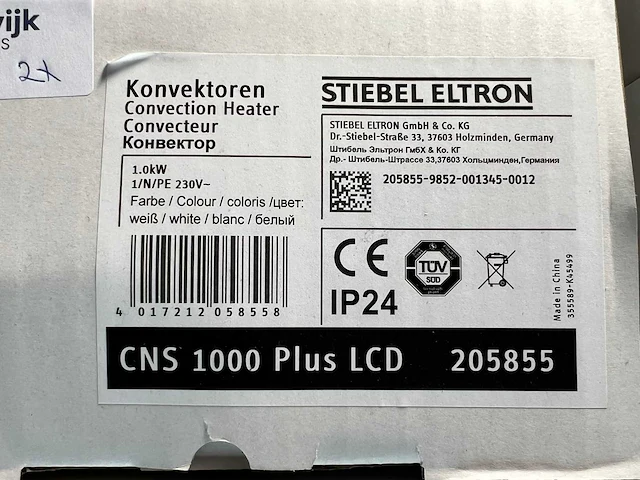 2x
Konvektoren
Convection Heater
Convecteur
Конвектор
1.0kW
1/N/PE 230V~
Farbe / Colour / coloris /цвет:
weiß / white / blanc / белый
4 017212 058558
STIEBEL ELTRON
STIEBEL ELTRON GmbH & Co. KG
Dr.-Stiebel-Straße 33, 37603 Holzminden, Germany
Штибель Эльтрон ГмбХ & Ко. КГ
Др.- Штибель-Штрассе 33,37603 Хольцминден,Германия
205855-9852-001345-0012
CE
IP24
TÜV
SÜD
Made in China
355589-K45499
CNS 1000 Plus LCD 205855